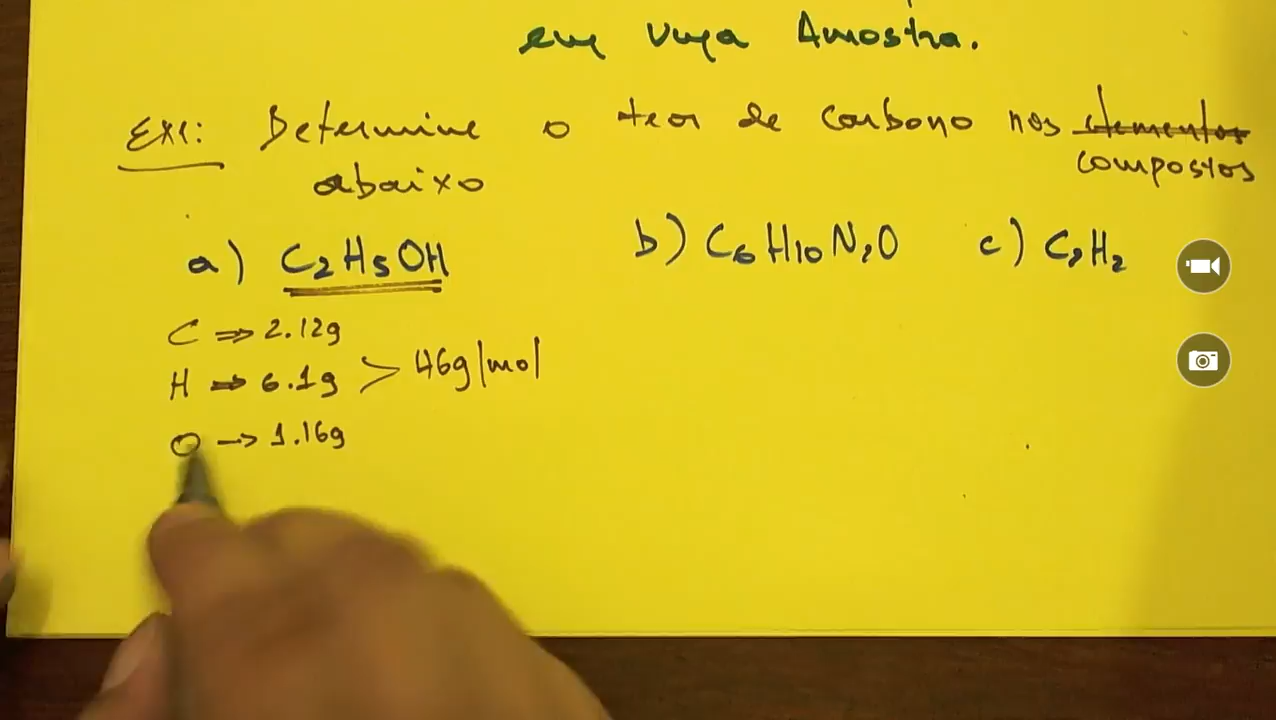 em uma Amostra.
Ex1: Determine o teor de carbono nos elementos
compostos
abaixo
a) C2H5OH b) C6H10N2O c) C2H2
C => 2.12g
H => 6.1g > 46g/mol
O -> 1.16g